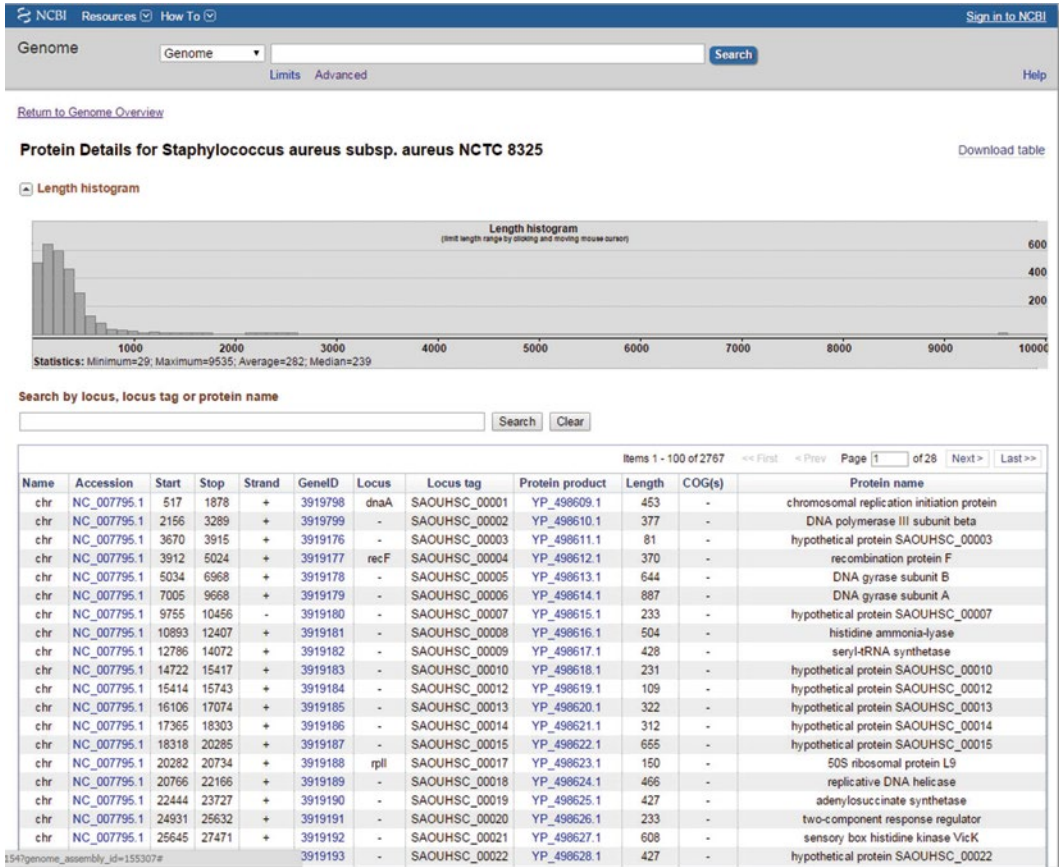 NCBI Resources How To Sign in to NCBI
Genome Genome Search
Limits Advanced Help
Return to Genome Overview
Protein Details for Staphylococcus aureus subsp. aureus NCTC 8325 Download table
Length histogram
Length histogram
(limit length range by clicking and moving mouse cursor)
600
400
200
1000 2000 3000 4000 5000 6000 7000 8000 9000 10000
Statistics: Minimum=29; Maximum=9535; Average=282; Median=239
Search by locus, locus tag or protein name
Search Clear
Items 1 - 100 of 2767 << First < Prev Page 1 of 28 Next > Last >>
Name Accession Start Stop Strand GeneID Locus Locus tag Protein product Length COG(s) Protein name
chr NC_007795.1 517 1878 + 3919798 dnaA SAOUHSC_00001 YP_498609.1 453 - chromosomal replication initiation protein
chr NC_007795.1 2156 3289 + 3919799 - SAOUHSC_00002 YP_498610.1 377 - DNA polymerase III subunit beta
chr NC_007795.1 3670 3915 + 3919176 - SAOUHSC_00003 YP_498611.1 81 - hypothetical protein SAOUHSC_00003
chr NC_007795.1 3912 5024 + 3919177 recF SAOUHSC_00004 YP_498612.1 370 - recombination protein F
chr NC_007795.1 5034 6968 + 3919178 - SAOUHSC_00005 YP_498613.1 644 - DNA gyrase subunit B
chr NC_007795.1 7005 9668 + 3919179 - SAOUHSC_00006 YP_498614.1 887 - DNA gyrase subunit A
chr NC_007795.1 9755 10456 - 3919180 - SAOUHSC_00007 YP_498615.1 233 - hypothetical protein SAOUHSC_00007
chr NC_007795.1 10893 12407 + 3919181 - SAOUHSC_00008 YP_498616.1 504 - histidine ammonia-lyase
chr NC_007795.1 12786 14072 + 3919182 - SAOUHSC_00009 YP_498617.1 428 - seryl-tRNA synthetase
chr NC_007795.1 14722 15417 + 3919183 - SAOUHSC_00010 YP_498618.1 231 - hypothetical protein SAOUHSC_00010
chr NC_007795.1 15414 15743 + 3919184 - SAOUHSC_00012 YP_498619.1 109 - hypothetical protein SAOUHSC_00012
chr NC_007795.1 16106 17074 + 3919185 - SAOUHSC_00013 YP_498620.1 322 - hypothetical protein SAOUHSC_00013
chr NC_007795.1 17365 18303 + 3919186 - SAOUHSC_00014 YP_498621.1 312 - hypothetical protein SAOUHSC_00014
chr NC_007795.1 18318 20285 + 3919187 - SAOUHSC_00015 YP_498622.1 655 - hypothetical protein SAOUHSC_00015
chr NC_007795.1 20282 20734 + 3919188 rplI SAOUHSC_00017 YP_498623.1 150 - 50S ribosomal protein L9
chr NC_007795.1 20766 22166 + 3919189 - SAOUHSC_00018 YP_498624.1 466 - replicative DNA helicase
chr NC_007795.1 22444 23727 + 3919190 - SAOUHSC_00019 YP_498625.1 427 - adenylosuccinate synthetase
chr NC_007795.1 24931 25632 + 3919191 - SAOUHSC_00020 YP_498626.1 233 - two-component response regulator
chr NC_007795.1 25645 27471 + 3919192 - SAOUHSC_00021 YP_498627.1 608 - sensory box histidine kinase VicK
154?genome_assembly_id=155307# 3919193 - SAOUHSC_00022 YP_498628.1 427 - hypothetical protein SAOUHSC_00022